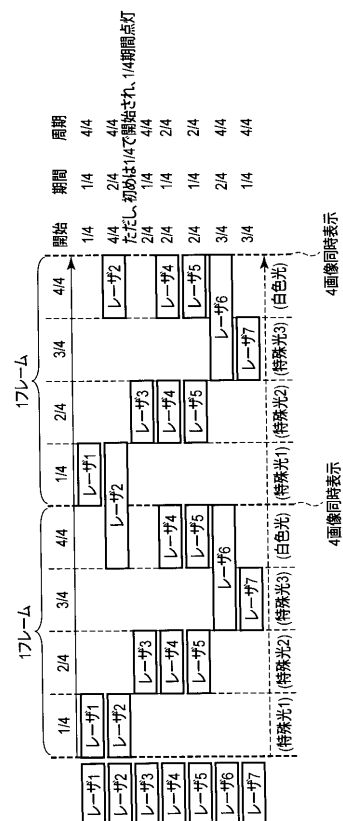 1フレーム 1フレーム
1/4 2/4 3/4 4/4 1/4 2/4 3/4 4/4 開始 期間 周期
レーザ1 レーザ1 レーザ1 1/4 1/4 4/4
レーザ2 レーザ2 レーザ2 レーザ2 4/4 2/4 4/4
ただし、初めは1/4で開始され、1/4期間点灯
レーザ3 レーザ3 レーザ3 2/4 1/4 4/4
レーザ4 レーザ4 レーザ4 レーザ4 レーザ4 2/4 1/4 2/4
レーザ5 レーザ5 レーザ5 レーザ5 レーザ5 2/4 1/4 2/4
レーザ6 レーザ6 レーザ6 3/4 2/4 4/4
レーザ7 レーザ7 レーザ7 3/4 1/4 4/4
(特殊光1) (特殊光2) (特殊光3) (白色光) (特殊光1) (特殊光2) (特殊光3) (白色光)
4画像同時表示 4画像同時表示